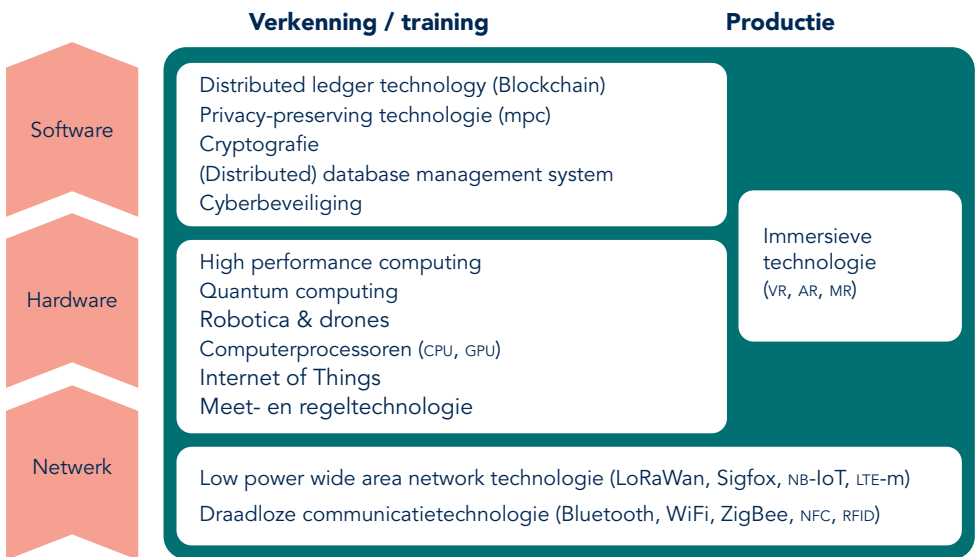 Verkenning / training
Productie
Software
Distributed ledger technology (Blockchain)
Privacy-preserving technologie (mpc)
Cryptografie
(Distributed) database management system
Cyberbeveiliging
Hardware
High performance computing
Quantum computing
Robotica & drones
Computerprocessoren (CPU, GPU)
Internet of Things
Meet- en regeltechnologie
Immersieve
technologie
(VR, AR, MR)
Netwerk
Low power wide area network technologie (LoRaWan, Sigfox, NB-IoT, LTE-m)
Draadloze communicatietechnologie (Bluetooth, WiFi, ZigBee, NFC, RFID)